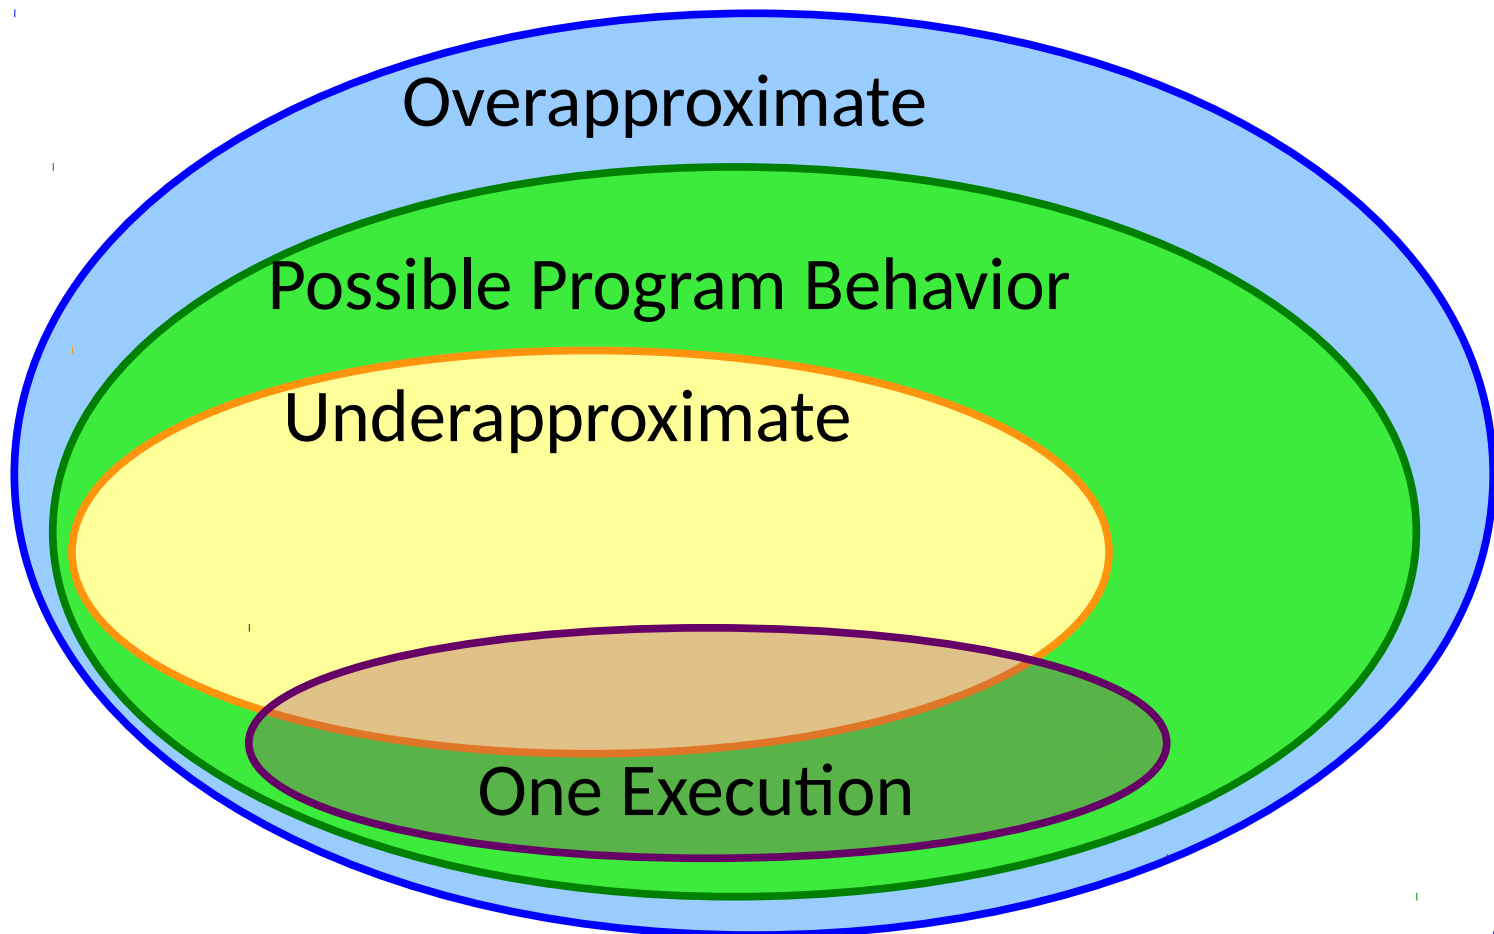 Overapproximate
Possible Program Behavior
Underapproximate
One Execution